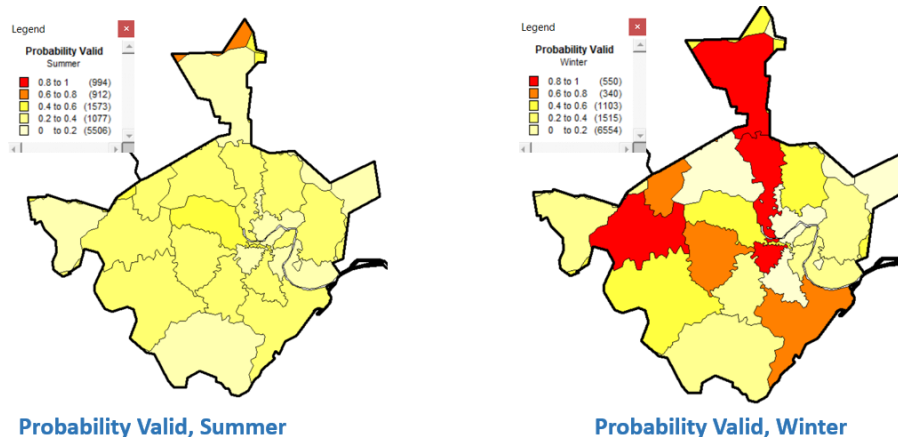 Legend
Probability Valid
Summer
0.8 to 1 (994)
0.6 to 0.8 (912)
0.4 to 0.6 (1573)
0.2 to 0.4 (1077)
0 to 0.2 (5506)
Probability Valid, Summer
Legend
Probability Valid
Winter
0.8 to 1 (550)
0.6 to 0.8 (340)
0.4 to 0.6 (1103)
0.2 to 0.4 (1515)
0 to 0.2 (6554)
Probability Valid, Winter